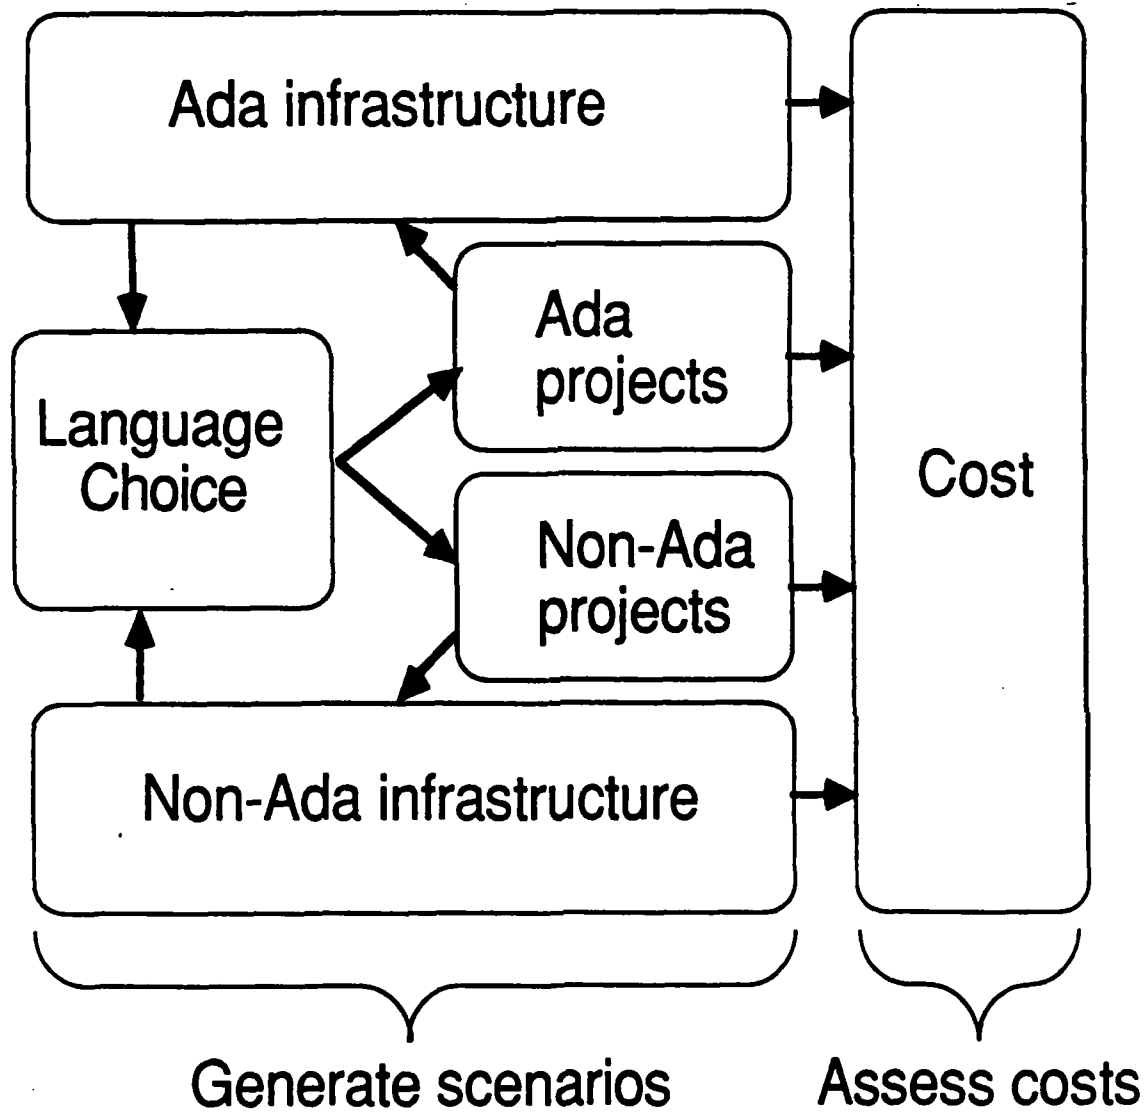 Ada infrastructure
Ada
projects
Language
Choice
Cost
Non-Ada
projects
Non-Ada infrastructure
Generate scenarios
Assess costs